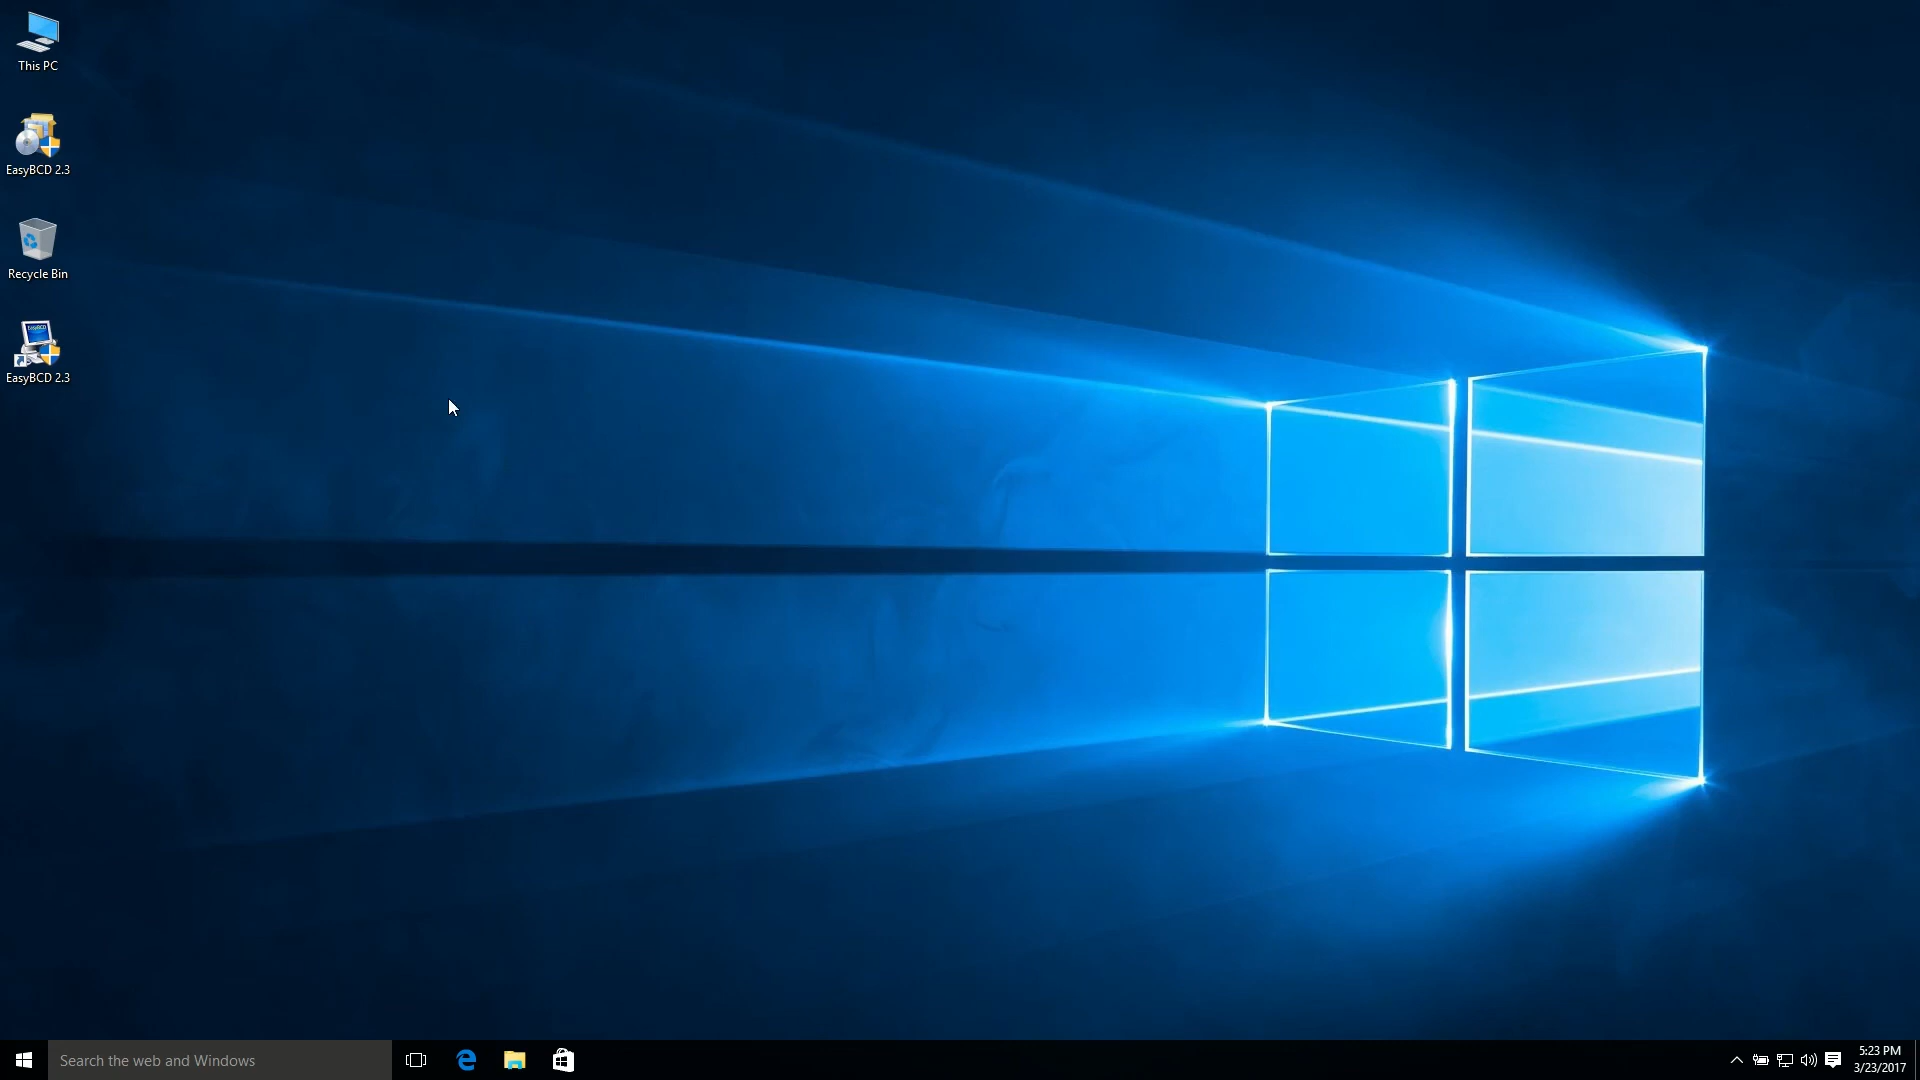 This PC
EasyBCD 2.3
Recycle Bin
EasyBCD 2.3
Search the web and Windows
5:23 PM
3/23/2017